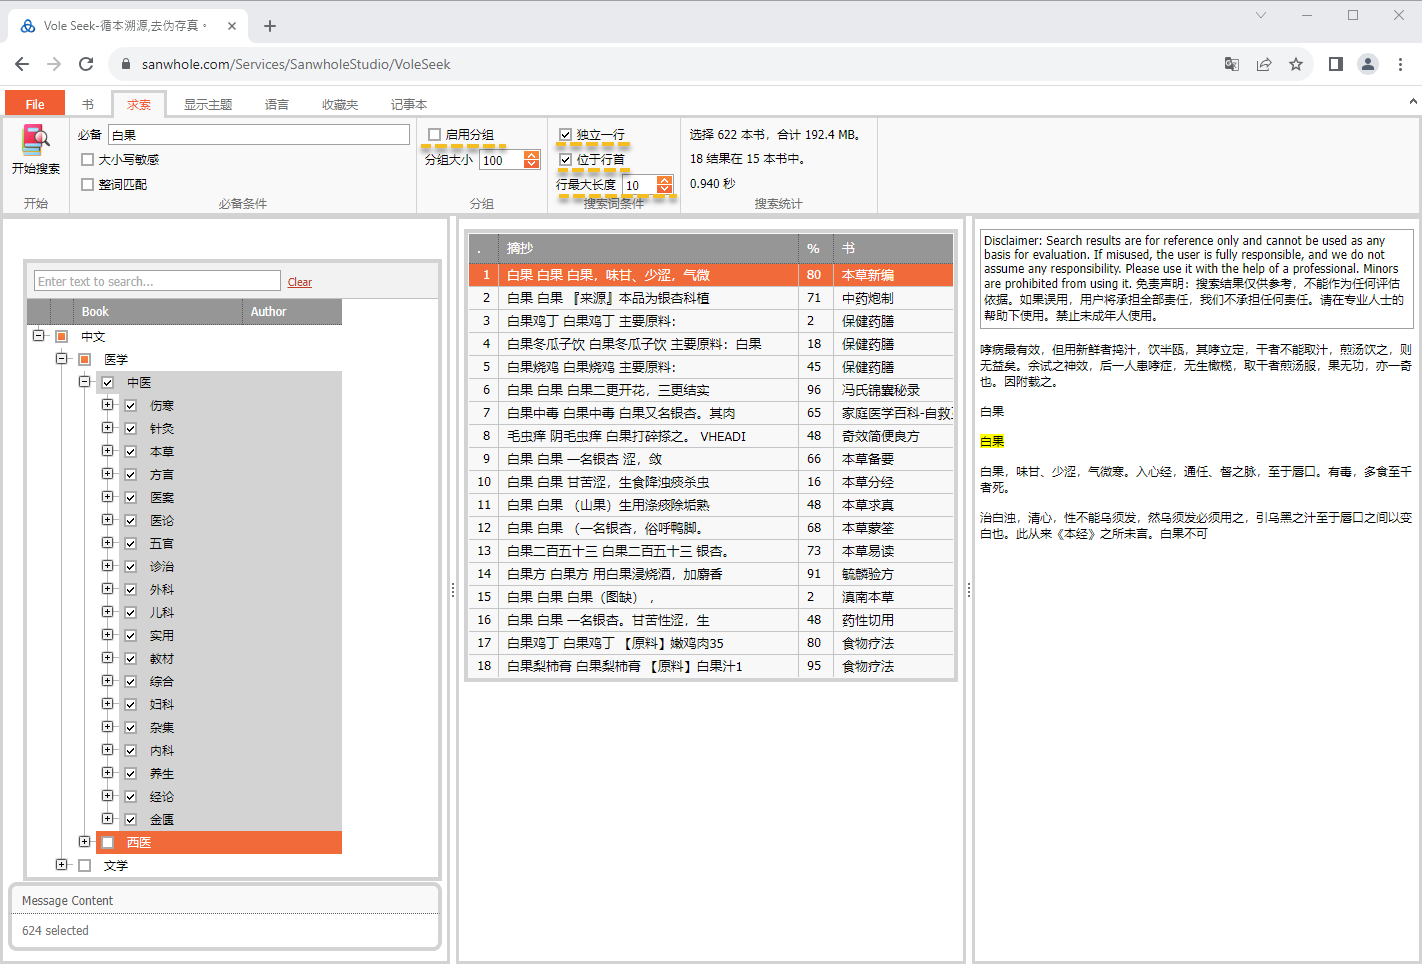 Vole Seek-循本溯源,去伪存真。
sanwhole.com/Services/SanwholeStudio/VoleSeek
File 书 求索 显示主题 语言 收藏夹 记事本
开始搜索
开始
必备 白果
大小写敏感
整词匹配
必备条件
启用分组
分组大小 100
分组
独立一行
位于行首
行最大长度 10
搜索词条件
选择 622 本书，合计 192.4 MB。
18 结果在 15 本书中。
0.940 秒
搜索统计
Enter text to search... Clear
Book Author
中文
医学
中医
伤寒
针灸
本草
方言
医案
医论
五官
诊治
外科
儿科
实用
教材
综合
妇科
杂集
内科
养生
经论
金匮
西医
文学
Message Content
624 selected
. 摘抄 % 书
1 白果 白果 白果，味甘、少涩，气微 80 本草新编
2 白果 白果 『来源』本品为银杏科植 71 中药炮制
3 白果鸡丁 白果鸡丁 主要原料： 2 保健药膳
4 白果冬瓜子饮 白果冬瓜子饮 主要原料：白果 18 保健药膳
5 白果烧鸡 白果烧鸡 主要原料： 45 保健药膳
6 白果 白果 白果二更开花，三更结实 96 冯氏锦囊秘录
7 白果中毒 白果中毒 白果又名银杏。其肉 65 家庭医学百科-自救
8 毛虫痒 阴毛虫痒 白果打碎搽之。 VHEADI 48 奇效简便良方
9 白果 白果 一名银杏 涩，敛 66 本草备要
10 白果 白果 甘苦涩，生食降浊痰杀虫 16 本草分经
11 白果 白果 （山果）生用涤痰除垢熟 48 本草求真
12 白果 白果 （一名银杏，俗呼鸭脚。 68 本草蒙筌
13 白果二百五十三 白果二百五十三 银杏。 73 本草易读
14 白果方 白果方 用白果浸烧酒，加麝香 91 毓麟验方
15 白果 白果 白果（图缺） ， 2 滇南本草
16 白果 白果 一名银杏。甘苦性涩，生 48 药性切用
17 白果鸡丁 白果鸡丁 【原料】嫩鸡肉35 80 食物疗法
18 白果梨柿膏 白果梨柿膏 【原料】白果汁1 95 食物疗法
Disclaimer: Search results are for reference only and cannot be used as any
basis for evaluation. If misused, the user is fully responsible, and we do not
assume any responsibility. Please use it with the help of a professional. Minors
are prohibited from using it. 免责声明：搜索结果仅供参考，不能作为任何评估
依据。如果误用，用户将承担全部责任，我们不承担任何责任。请在专业人士的
帮助下使用。禁止未成年人使用。
哮病最有效，但用新鲜者捣汁，饮半瓯，其哮立定，干者不能取汁，煎汤饮之，则
无益矣。余试之神效，后一人患哮症，无生橄榄，取干者煎汤服，果无功，亦一奇
也。因附载之。
白果
白果
白果，味甘、少涩，气微寒。入心经，通任、督之脉，至于唇口。有毒，多食至千
者死。
治白浊，清心，性不能乌须发，然乌须发必须用之，引乌黑之汁至于唇口之间以变
白也。此从来《本经》之所未言。白果不可